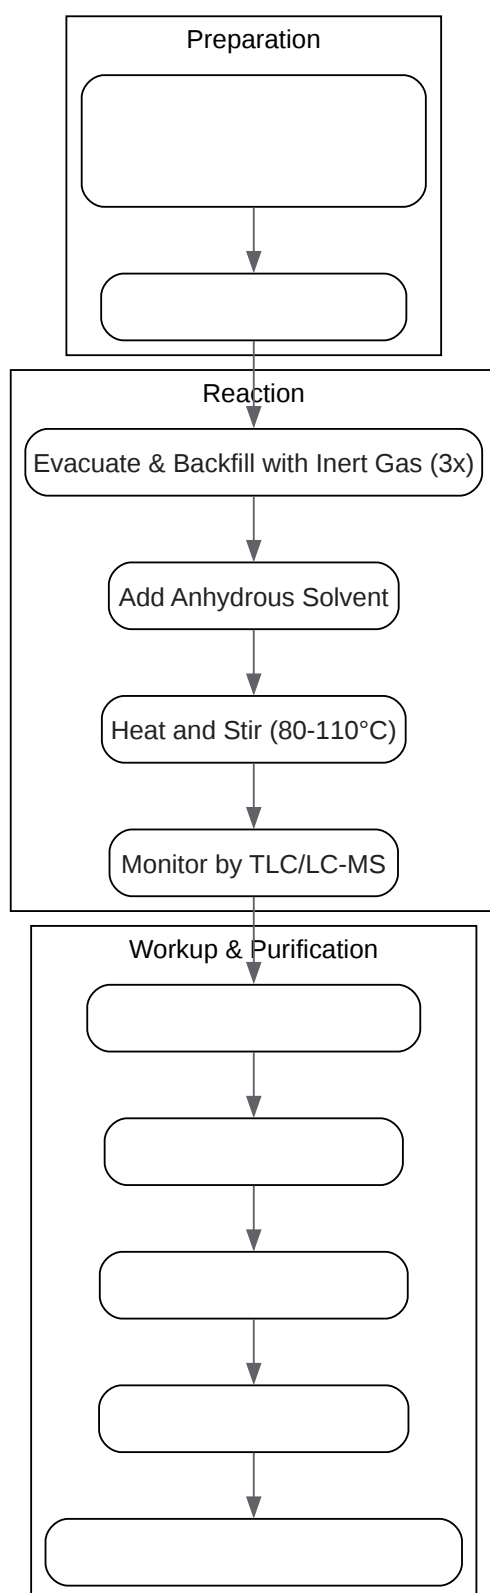 Preparation
Reaction
Evacuate & Backfill with Inert Gas (3x)
Add Anhydrous Solvent
Heat and Stir (80-110°C)
Monitor by TLC/LC-MS
Workup & Purification